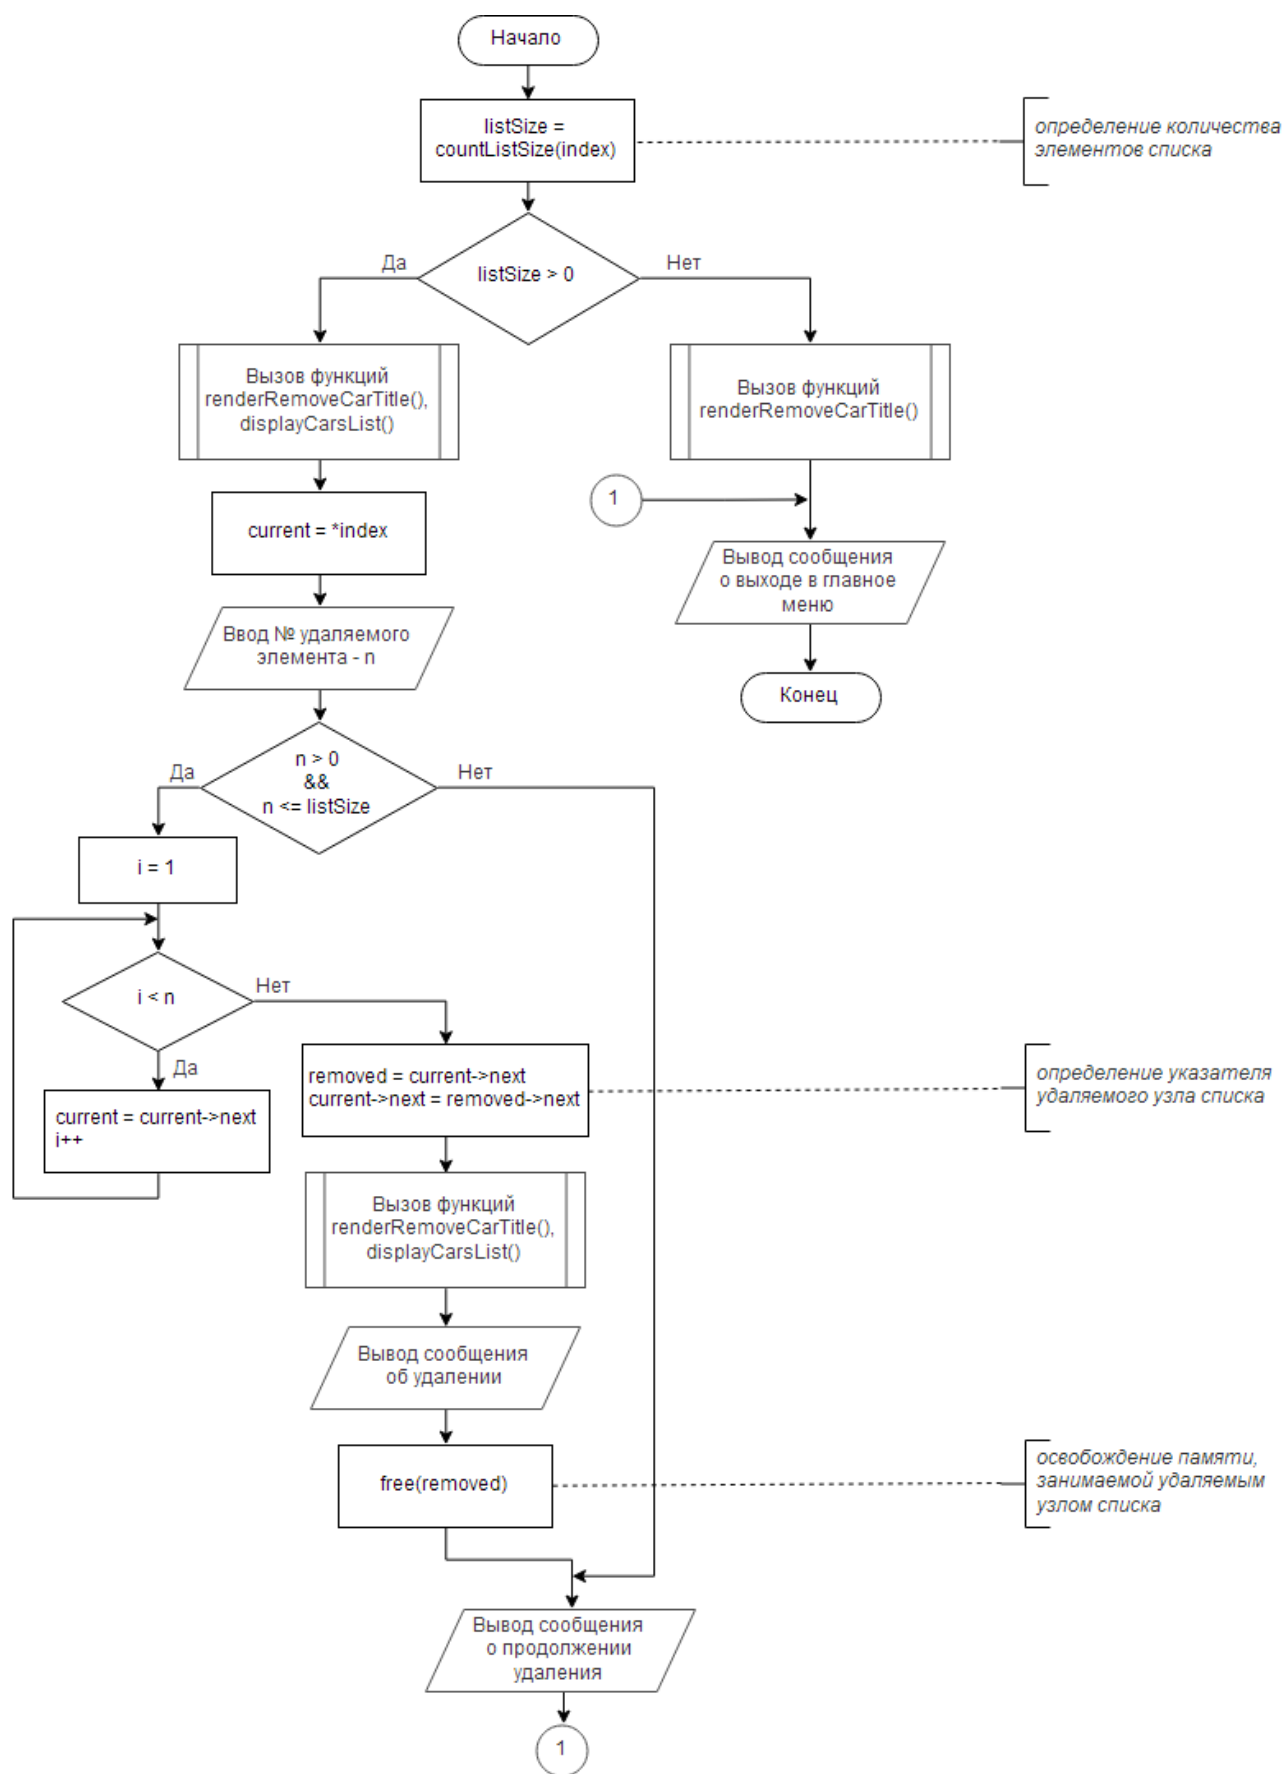 Начало
listSize =
countListSize(index)
определение количества
элементов списка
listSize > 0
Да
Нет
Вызов функций
renderRemoveCarTitle(),
displayCarsList()
Вызов функций
renderRemoveCarTitle()
current = *index
1
Вывод сообщения
о выходе в главное
меню
Ввод № удаляемого
элемента - n
Конец
n > 0
&&
n <= listSize
Да
Нет
i = 1
i < n
Нет
Да
current = current->next
i++
removed = current->next
current->next = removed->next
определение указателя
удаляемого узла списка
Вызов функций
renderRemoveCarTitle(),
displayCarsList()
Вывод сообщения
об удалении
free(removed)
освобождение памяти,
занимаемой удаляемым
узлом списка
Вывод сообщения
о продолжении
удаления
1